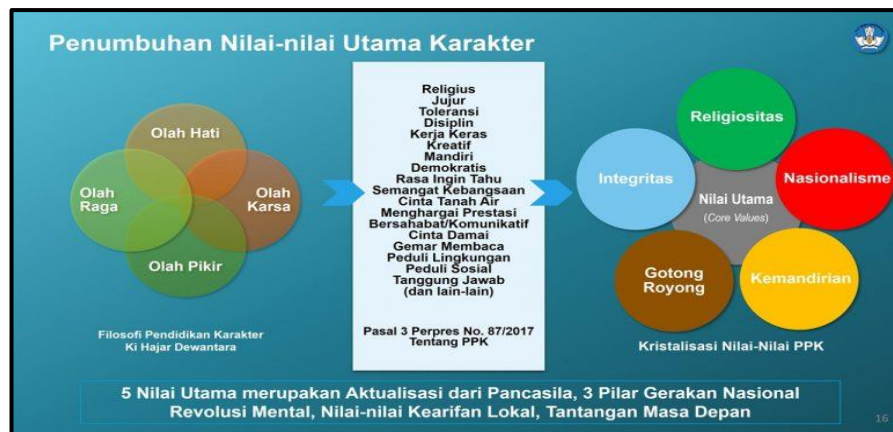 Penumbuhan Nilai-nilai Utama Karakter
Olah Hati
Olah
Raga
Olah
Karsa
Olah Pikir
Filosofi Pendidikan Karakter
Ki Hajar Dewantara
Religius
Jujur
Toleransi
Disiplin
Kerja Keras
Kreatif
Mandiri
Demokratis
Rasa Ingin Tahu
Semangat Kebangsaan
Cinta Tanah Air
Menghargai Prestasi
Bersahabat/Komunikatif
Cinta Damai
Gemar Membaca
Peduli Lingkungan
Peduli Sosial
Tanggung Jawab
(dan lain-lain)
Pasal 3 Perpres No. 87/2017
Tentang PPK
Religiositas
Integritas
Nasionalisme
Nilai Utama
(Core Values)
Gotong
Royong
Kemandirian
Kristalisasi Nilai-Nilai PPK
5 Nilai Utama merupakan Aktualisasi dari Pancasila, 3 Pilar Gerakan Nasional
Revolusi Mental, Nilai-nilai Kearifan Lokal, Tantangan Masa Depan
16